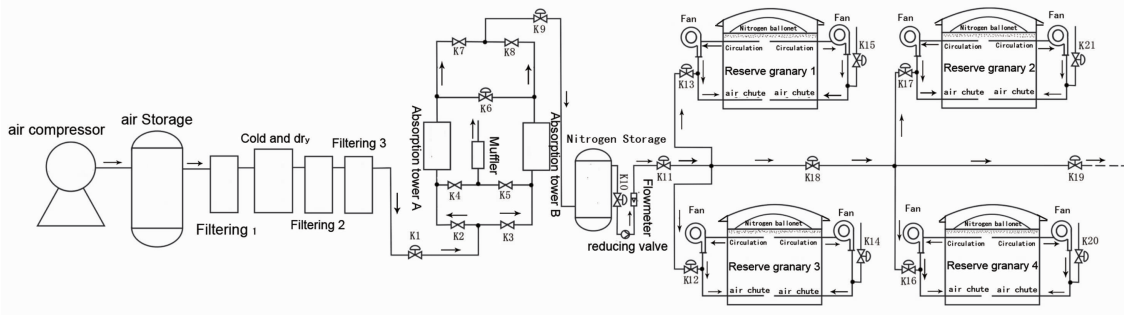 air compressor
air Storage
Filtering 1
Cold and dry
Filtering 2
Filtering 3
K1
K2
K3
K4
K5
K6
K7
K8
K9
Absorption tower A
Muffler
Absorption tower B
Nitrogen Storage
K10
Flowmeter
reducing valve
K11
K12
K13
Fan
Nitrogen ballonet
Fan
Circulation
Circulation
K15
Reserve granary 1
air chute
air chute
Fan
Nitrogen ballonet
Fan
Circulation
Circulation
K14
Reserve granary 3
air chute
air chute
K18
K17
Fan
Nitrogen ballonet
Fan
Circulation
Circulation
K21
Reserve granary 2
air chute
air chute
K16
Fan
Nitrogen ballonet
Fan
Circulation
Circulation
K20
Reserve granary 4
air chute
air chute
K19